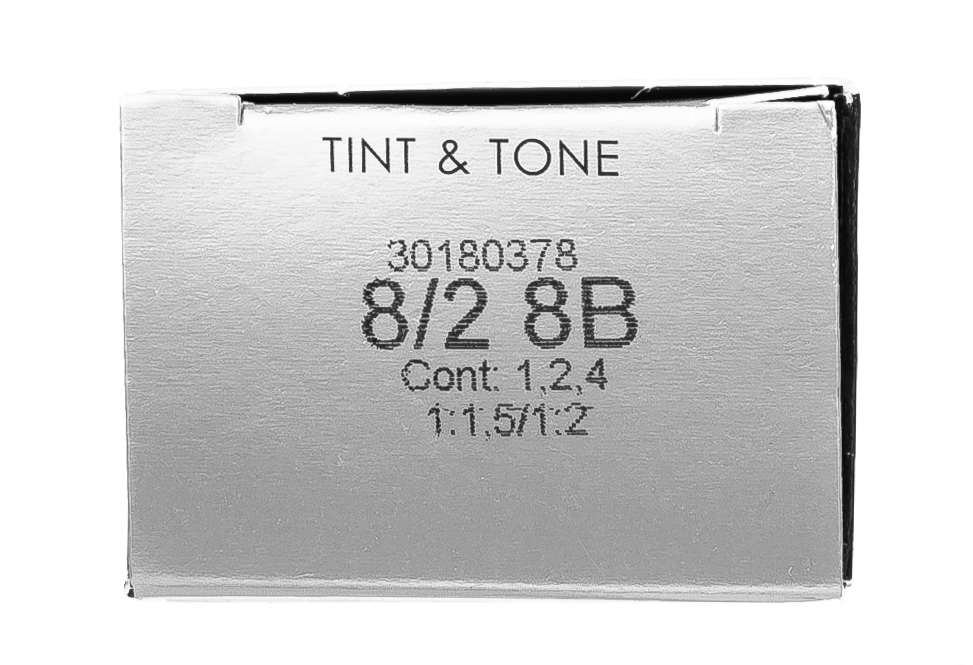 TINT & TONE
30180378
8/2 8B
Cont: 1,2,4
1:1,5/1:2